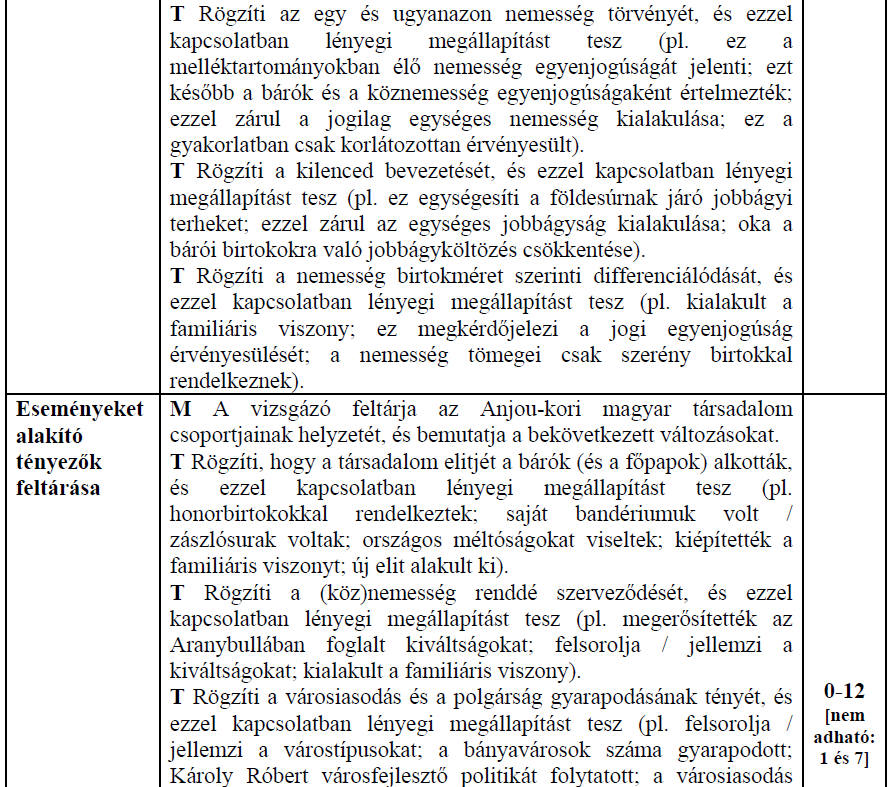 T Rögzíti az egy és ugyanazon nemesség törvényét, és ezzel
kapcsolatban lényegi megállapítást tesz (pl. ez a
melléktartományokban élő nemesség egyenjogúságát jelenti; ezt
később a bárók és a köznemesség egyenjogúságaként értelmezték;
ezzel zárul a jogilag egységes nemesség kialakulása; ez a
gyakorlatban csak korlátozottan érvényesült).
T Rögzíti a kilenced bevezetését, és ezzel kapcsolatban lényegi
megállapítást tesz (pl. ez egységesíti a földesúrnak járó jobbágyi
terheket; ezzel zárul az egységes jobbágyság kialakulása; oka a
bárói birtokokra való jobbágyköltözés csökkentése).
T Rögzíti a nemesség birtokméret szerinti differenciálódását, és
ezzel kapcsolatban lényegi megállapítást tesz (pl. kialakult a
familiáris viszony; ez megkérdőjelezi a jogi egyenjogúság
érvényesülését; a nemesség tömegei csak szerény birtokkal
rendelkeznek).
Eseményeket
alakító
tényezők
feltárása
M A vizsgázó feltárja az Anjou-kori magyar társadalom
csoportjainak helyzetét, és bemutatja a bekövetkezett változásokat.
T Rögzíti, hogy a társadalom elitjét a bárók (és a főpapok) alkották,
és ezzel kapcsolatban lényegi megállapítást tesz (pl.
honorbirtokokkal rendelkeztek; saját bandériumuk volt /
zászlósurak voltak; országos méltóságokat viseltek; kiépítették a
familiáris viszonyt; új elit alakult ki).
T Rögzíti a (köz)nemesség renddé szerveződését, és ezzel
kapcsolatban lényegi megállapítást tesz (pl. megerősítették az
Aranybullában foglalt kiváltságokat; felsorolja / jellemzi a
kiváltságokat; kialakult a familiáris viszony).
T Rögzíti a városiasodás és a polgárság gyarapodásának tényét, és
ezzel kapcsolatban lényegi megállapítást tesz (pl. felsorolja /
jellemzi a várostípusokat; a bányavárosok száma gyarapodott;
Károly Róbert városfejlesztő politikát folytatott; a városiasodás
0-12
[nem
adható:
1 és 7]